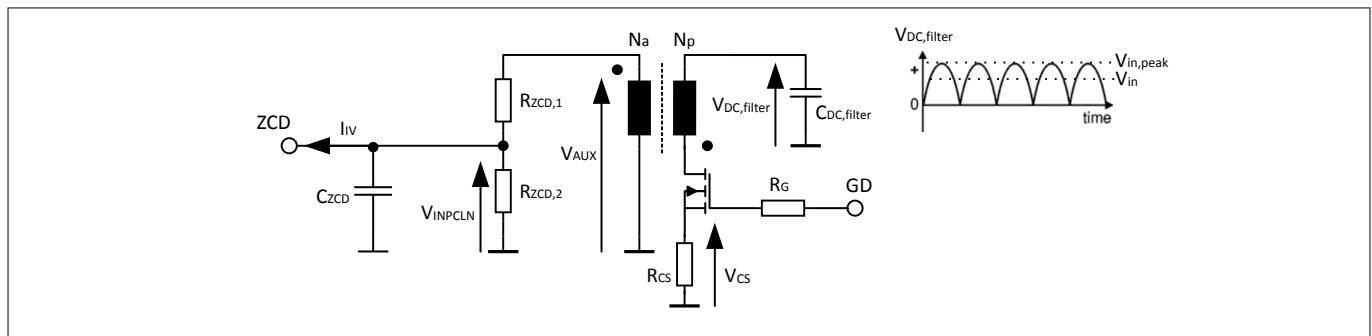 Na Np
VDC,filter
Vin,peak
Vin
+
0
time
RZCD,1
VDC,filter
CDC,filter
ZCD
IIV
VAUX
RZCD,2
RG
GD
CZCD
VINPCLN
RCS
VCS